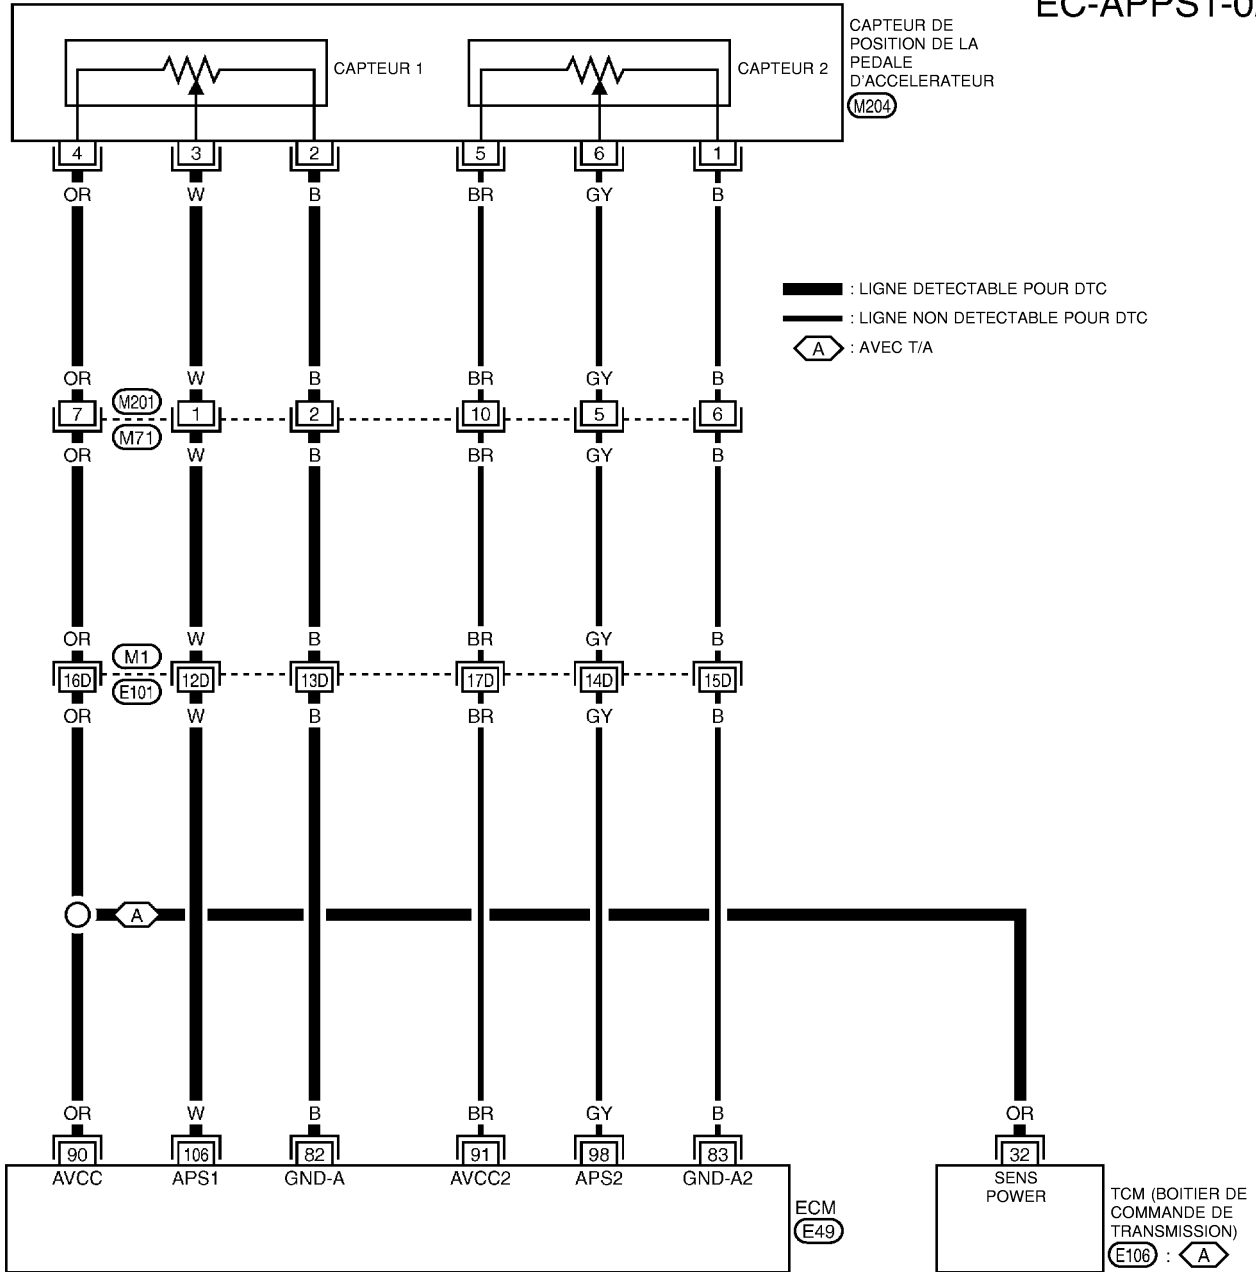 EC-APPS1-0
CAPTEUR 1
CAPTEUR 2
CAPTEUR DE
POSITION DE LA
PEDALE
D'ACCELERATEUR
M204
4 3 2 5 6 1
OR W B BR GY B
: LIGNE DETECTABLE POUR DTC
: LIGNE NON DETECTABLE POUR DTC
A : AVEC T/A
OR W B BR GY B
M201
7 1 2 10 5 6
M71
OR W B BR GY B
OR W B BR GY B
M1
16D 12D 13D 17D 14D 15D
E101
OR W B BR GY B
A
OR W B BR GY B OR
90 106 82 91 98 83 32
AVCC APS1 GND-A AVCC2 APS2 GND-A2
SENS
POWER
ECM
E49
TCM (BOITIER DE
COMMANDE DE
TRANSMISSION)
E106 : A